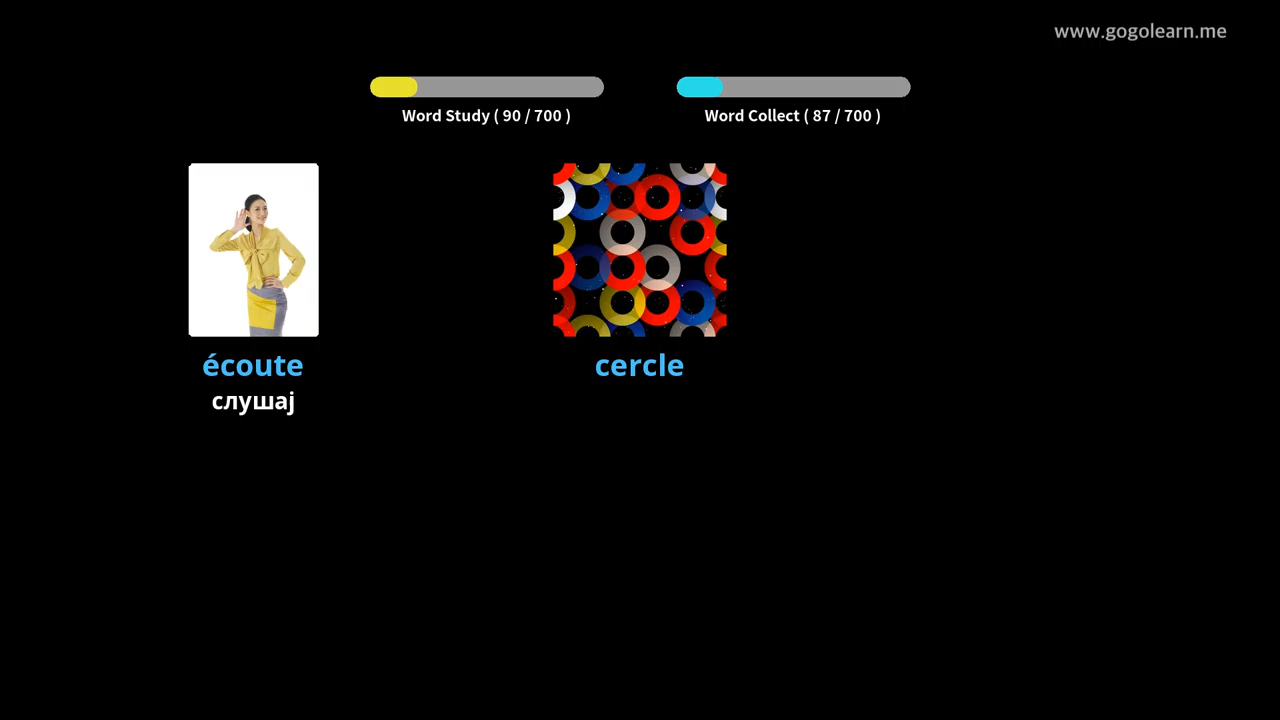 www.gogolearn.me
Word Study ( 90 / 700 )
Word Collect ( 87 / 700 )
écoute
слушај
cercle